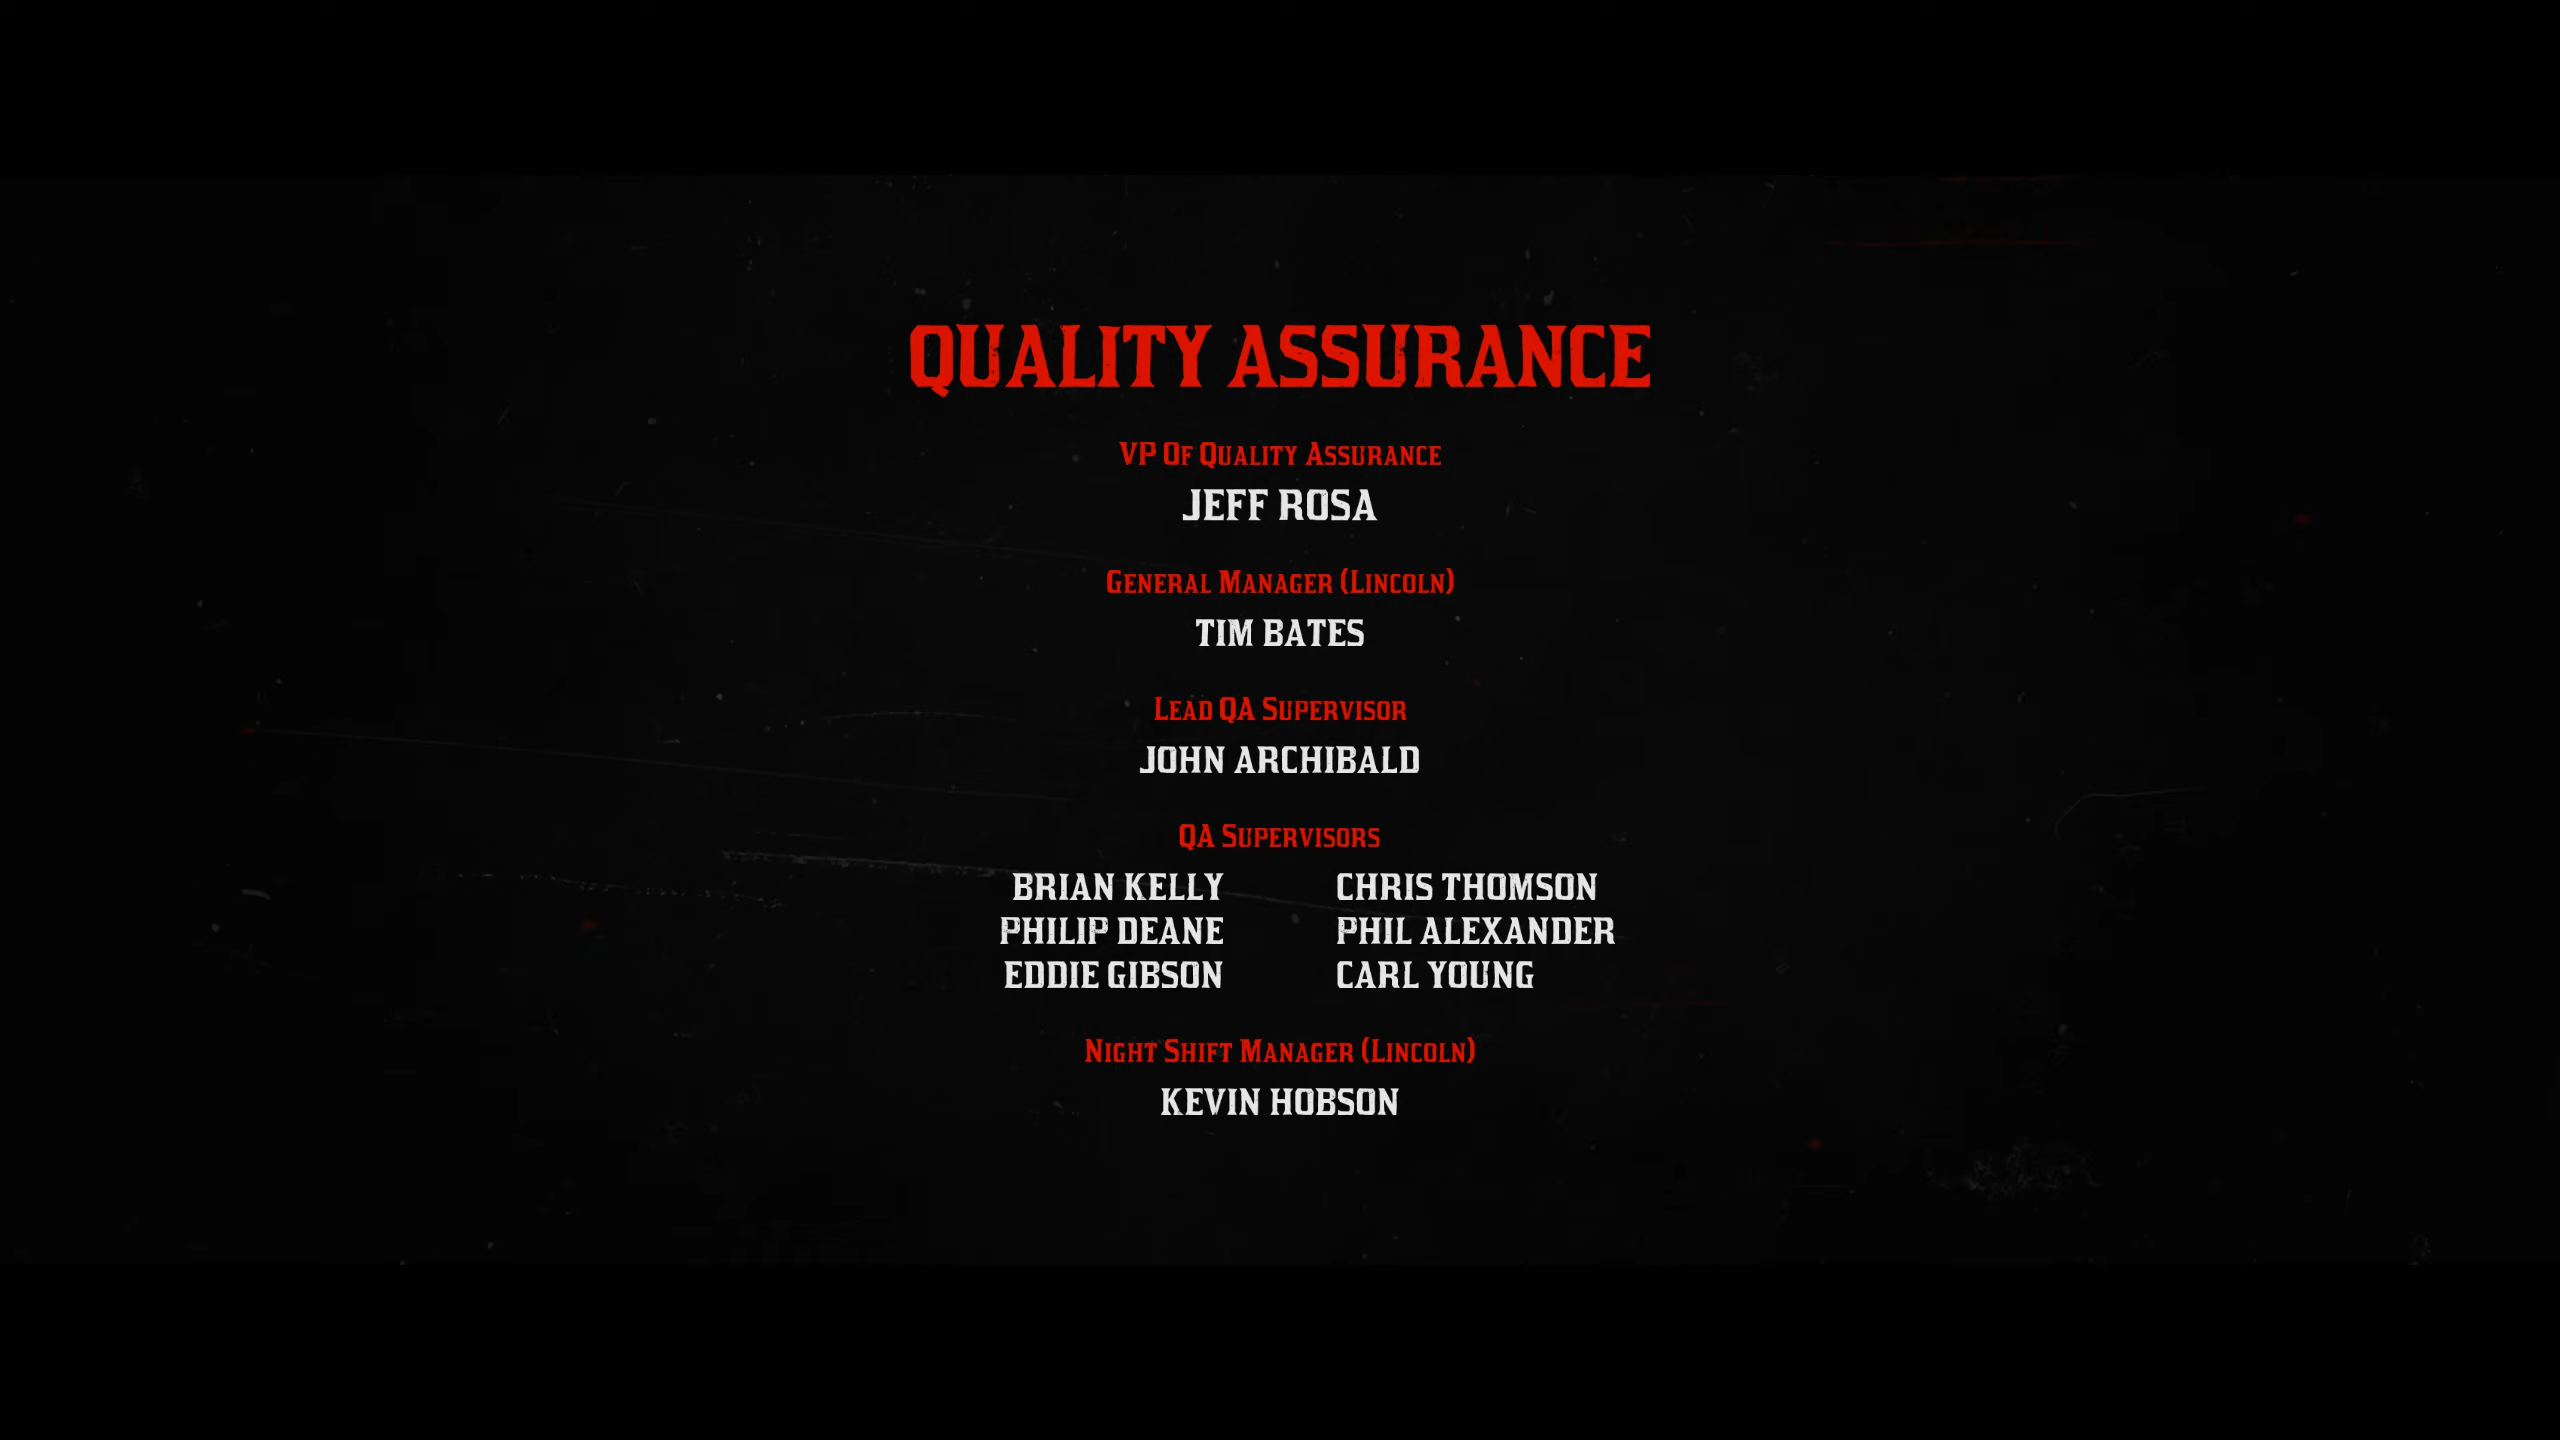 QUALITY ASSURANCE
VP Of Quality Assurance
JEFF ROSA
General Manager (Lincoln)
TIM BATES
Lead QA Supervisor
JOHN ARCHIBALD
QA Supervisors
BRIAN KELLY CHRIS THOMSON
PHILIP DEANE PHIL ALEXANDER
EDDIE GIBSON CARL YOUNG
Night Shift Manager (Lincoln)
KEVIN HOBSON